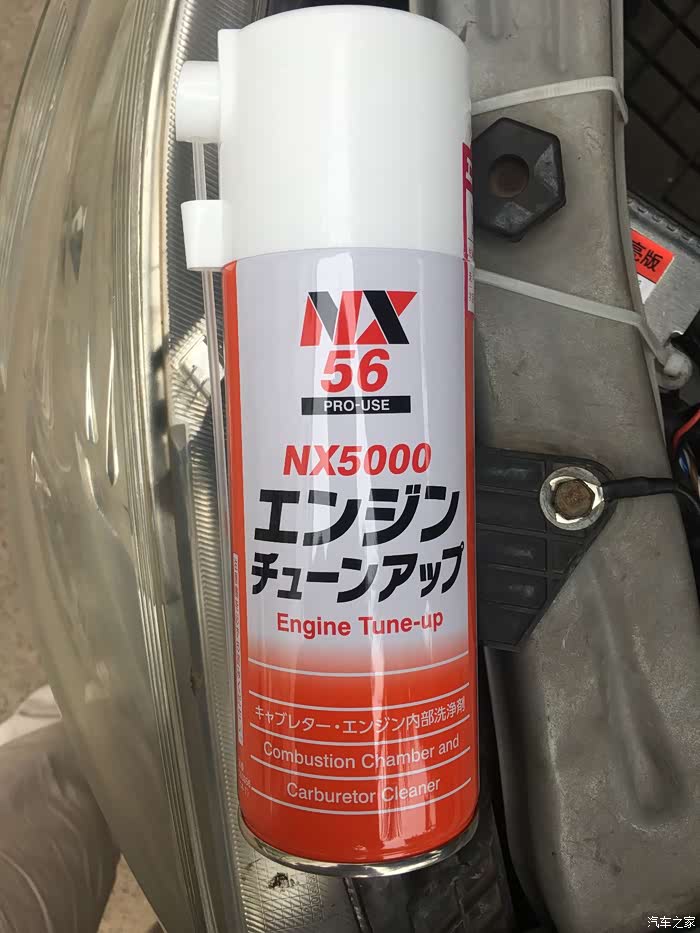 NX
56
PRO-USE
NX5000
エンジン
チューンアップ
Engine Tune-up
キャブレター・エンジン内部洗浄剤
Combustion Chamber and
Carburetor Cleaner
亮版
汽车之家